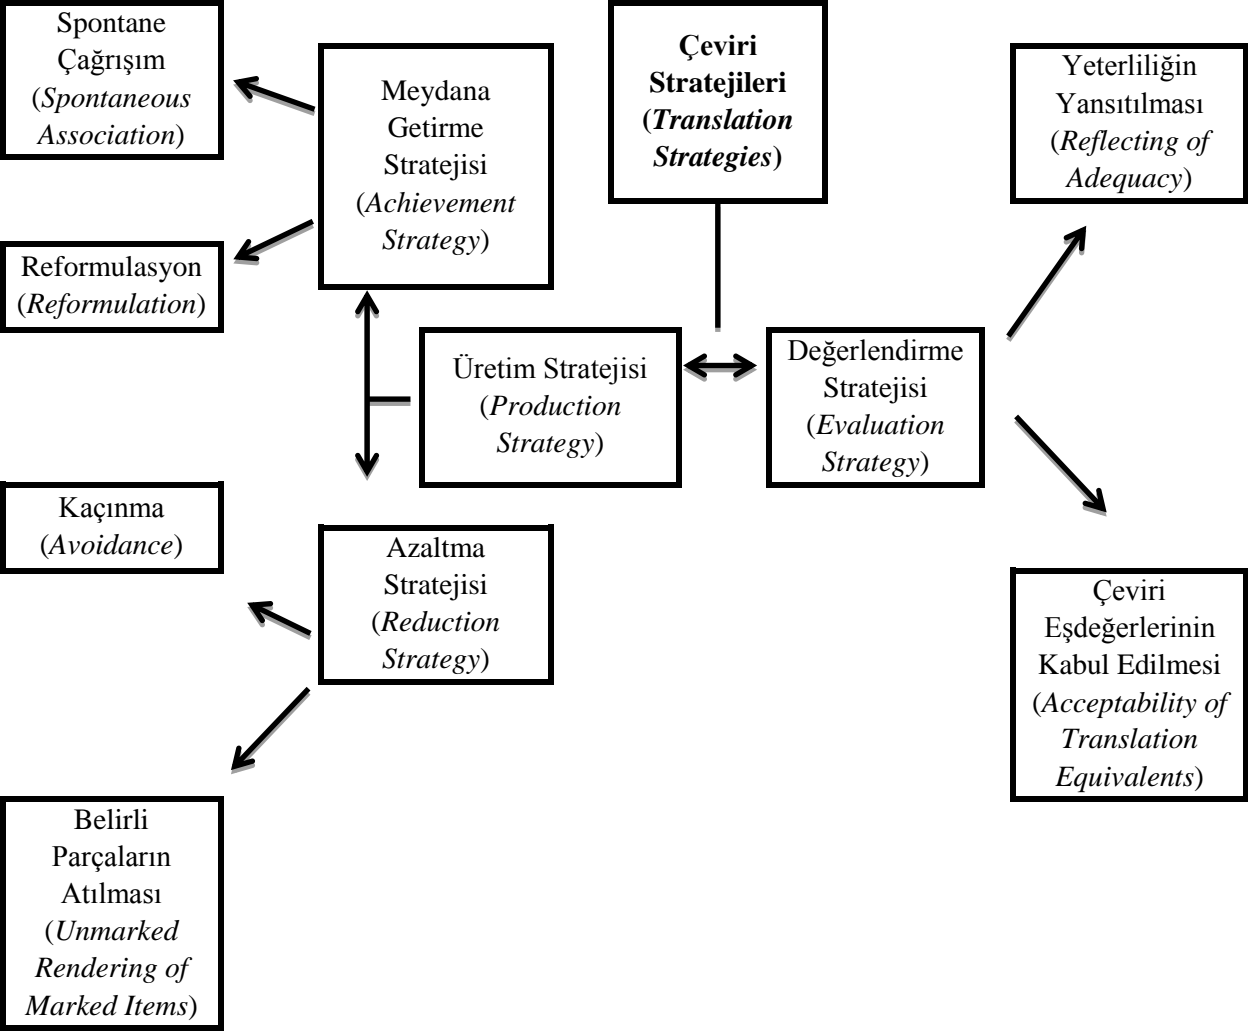 Spontane
Çağrışım
(Spontaneous
Association)
Meydana
Getirme
Stratejisi
(Achievement
Strategy)
Çeviri
Stratejileri
(Translation
Strategies)
Yeterliliğin
Yansıtılması
(Reflecting of
Adequacy)
Reformulasyon
(Reformulation)
Üretim Stratejisi
(Production
Strategy)
Değerlendirme
Stratejisi
(Evaluation
Strategy)
Kaçınma
(Avoidance)
Azaltma
Stratejisi
(Reduction
Strategy)
Çeviri
Eşdeğerlerinin
Kabul Edilmesi
(Acceptability of
Translation
Equivalents)
Belirli
Parçaların
Atılması
(Unmarked
Rendering of
Marked Items)